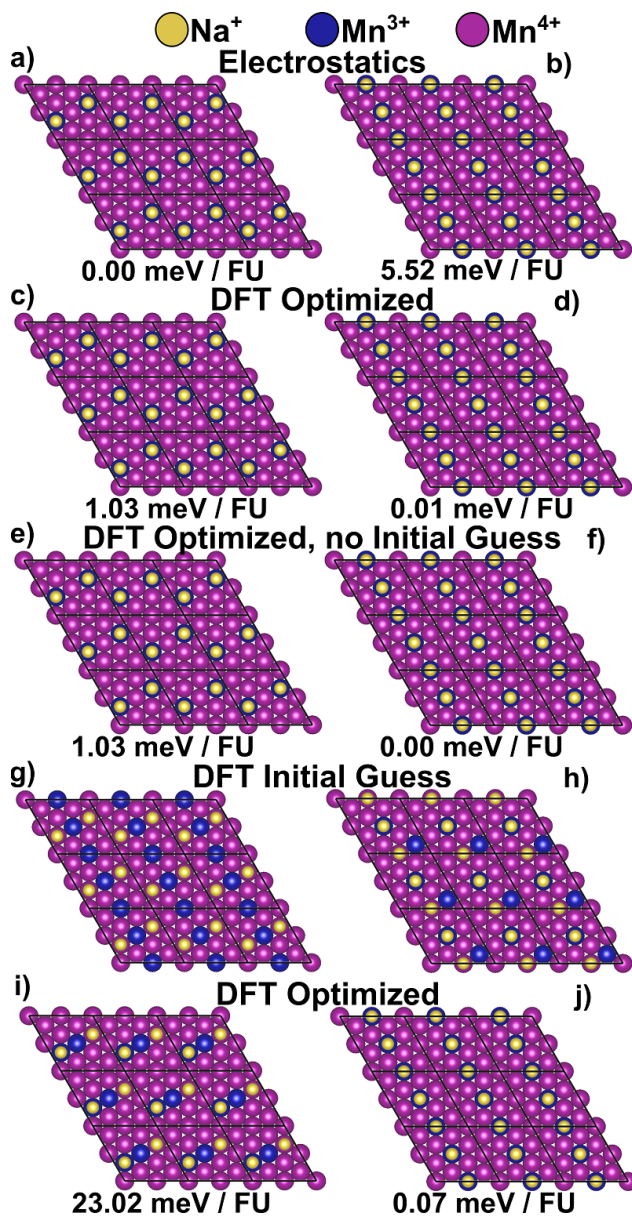 Na+ Mn3+ Mn4+
a) Electrostatics b)
0.00 meV / FU 5.52 meV / FU
c) DFT Optimized d)
1.03 meV / FU 0.01 meV / FU
e) DFT Optimized, no Initial Guess f)
1.03 meV / FU 0.00 meV / FU
g) DFT Initial Guess h)
i) DFT Optimized j)
23.02 meV / FU 0.07 meV / FU